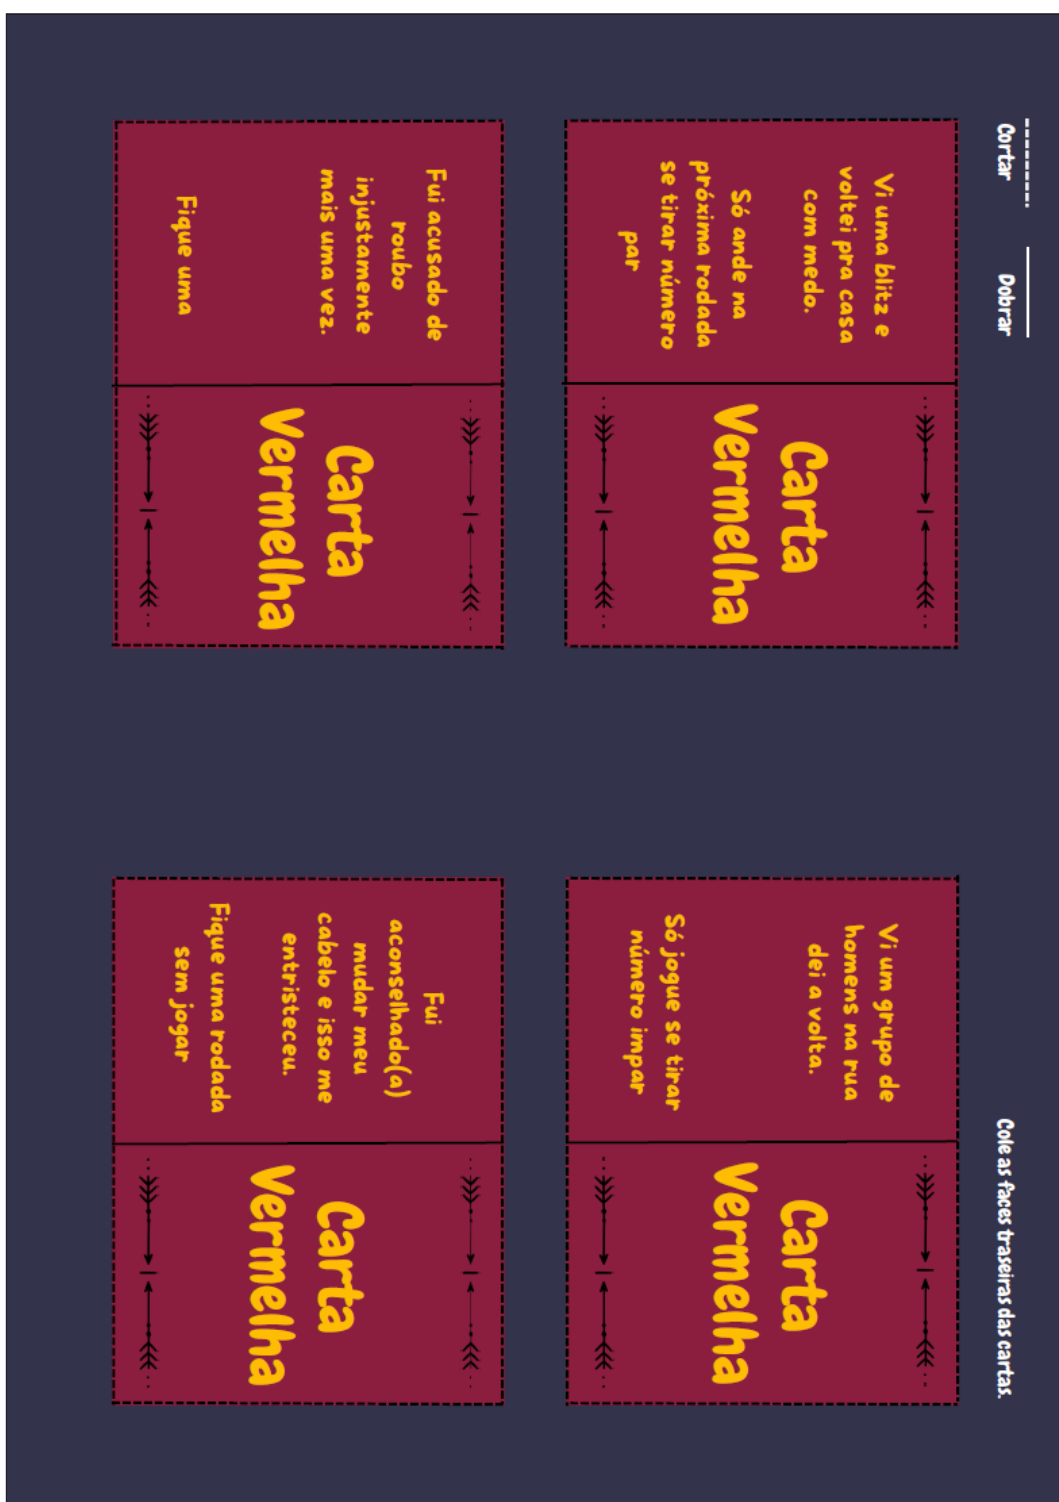 Cortar
Dobrar
Cole as faces traseiras das cartas.
Vi uma blitz e
voltei pra casa
com medo.
Só ande na
próxima rodada
se tirar número
par
Carta
Vermelha
Vi um grupo de
homens na rua
dei a volta.
Só jogue se tirar
número impar
Carta
Vermelha
Fui acusado de
roubo
injustamente
mais uma vez.
Fique uma
Carta
Vermelha
Fui
aconselhado(a)
mudar meu
cabelo e isso me
entristeceu.
Fique uma rodada
sem jogar
Carta
Vermelha